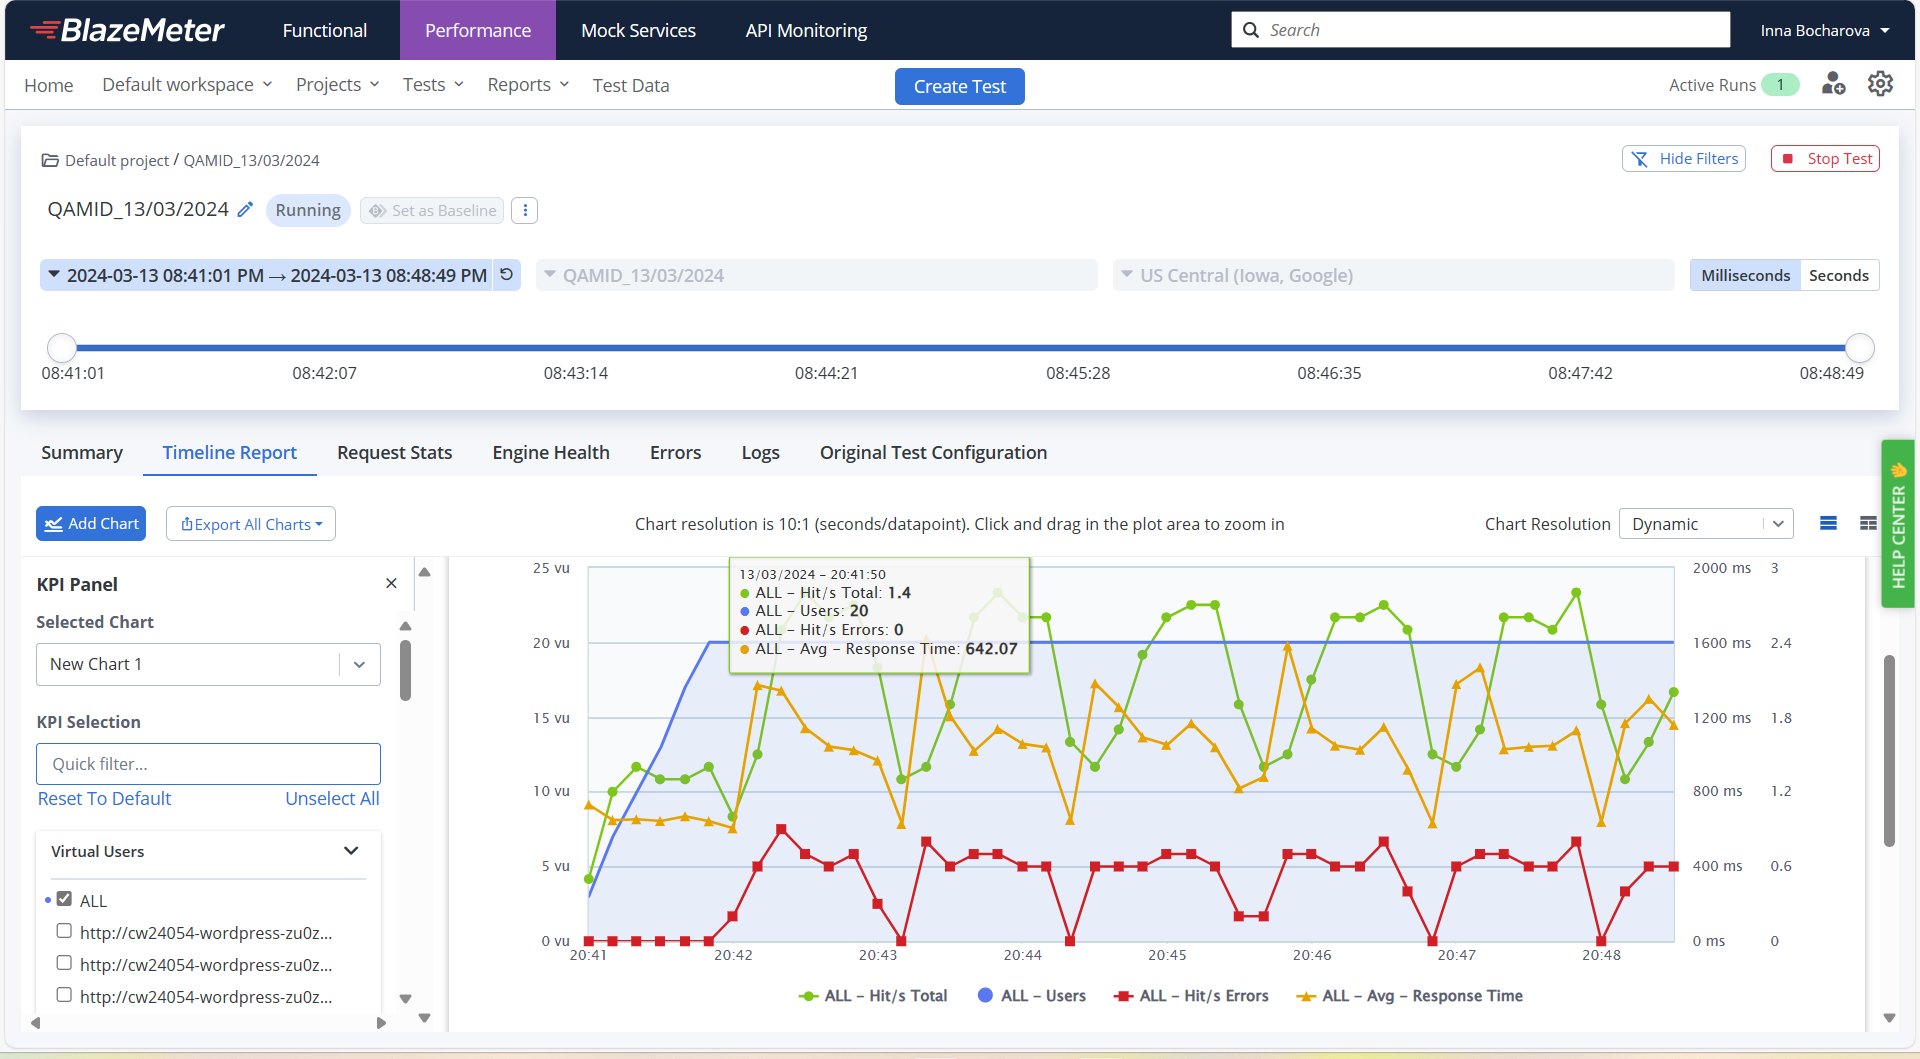 BlazeMeter Functional Performance Mock Services API Monitoring Search Inna Bocharova
Home Default workspace Projects Tests Reports Test Data Create Test Active Runs 1
Default project / QAMID_13/03/2024 Hide Filters Stop Test
QAMID_13/03/2024 Running Set as Baseline
2024-03-13 08:41:01 PM → 2024-03-13 08:48:49 PM QAMID_13/03/2024 US Central (Iowa, Google) Milliseconds Seconds
08:41:01 08:42:07 08:43:14 08:44:21 08:45:28 08:46:35 08:47:42 08:48:49
Summary Timeline Report Request Stats Engine Health Errors Logs Original Test Configuration
HELP CENTER
Add Chart Export All Charts Chart resolution is 10:1 (seconds/datapoint). Click and drag in the plot area to zoom in Chart Resolution Dynamic
KPI Panel
Selected Chart
New Chart 1
KPI Selection
Quick filter...
Reset To Default Unselect All
Virtual Users
ALL
http://cw24054-wordpress-zu0z...
http://cw24054-wordpress-zu0z...
http://cw24054-wordpress-zu0z...
13/03/2024 – 20:41:50
ALL – Hit/s Total: 1.4
ALL – Users: 20
ALL – Hit/s Errors: 0
ALL – Avg – Response Time: 642.07
25 vu 2000 ms 3
20 vu 1600 ms 2.4
15 vu 1200 ms 1.8
10 vu 800 ms 1.2
5 vu 400 ms 0.6
0 vu 0 ms 0
20:41 20:42 20:43 20:44 20:45 20:46 20:47 20:48
ALL – Hit/s Total ALL – Users ALL – Hit/s Errors ALL – Avg – Response Time